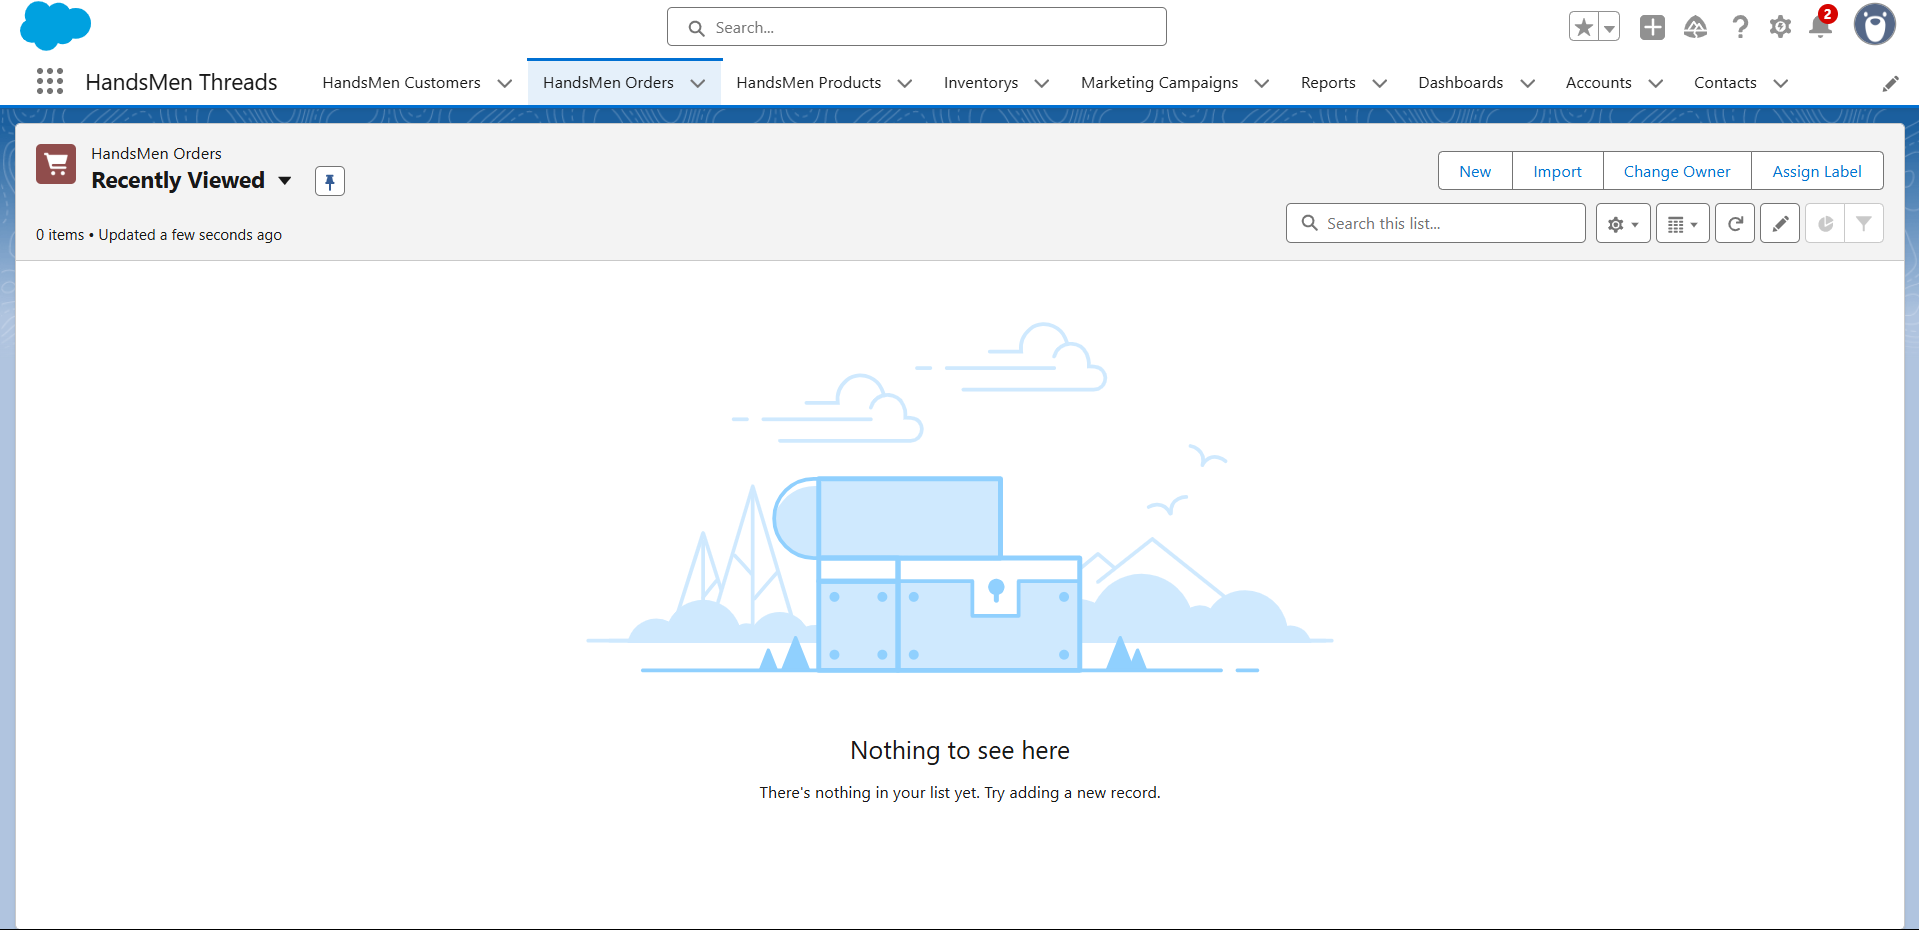 Search...
2
HandsMen Threads
HandsMen Customers
HandsMen Orders
HandsMen Products
Inventorys
Marketing Campaigns
Reports
Dashboards
Accounts
Contacts
HandsMen Orders
Recently Viewed
New
Import
Change Owner
Assign Label
0 items • Updated a few seconds ago
Search this list...
Nothing to see here
There's nothing in your list yet. Try adding a new record.